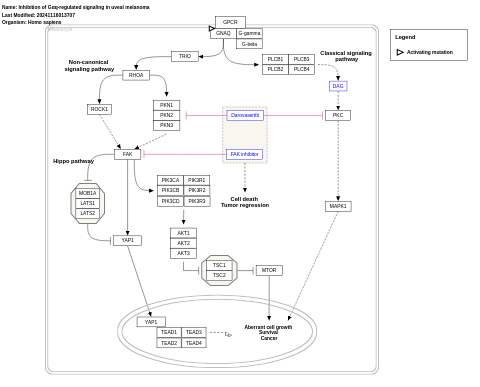 Name: Inhibition of Gaq-regulated signaling in uveal melanoma
Last Modified: 20241116013707
Organism: Homo sapiens
GPCR
GNAQ
G-gamma
G-beta
Legend
Activating mutation
TRIO
Non-canonical
signaling pathway
RHOA
PLCB1
PLCB3
PLCB2
PLCB4
Classical signaling
pathway
DAG
ROCK1
PKN1
PKN2
PKN3
Darovasertib
PKC
FAK
FAK inhibitor
Hippo pathway
MOB1A
LATS1
LATS2
PIK3CA
PIK3R1
PIK3CB
PIK3R2
PIK3CD
PIK3R3
Cell death
Tumor regression
MAPK1
YAP1
AKT1
AKT2
AKT3
TSC1
TSC2
MTOR
YAP1
TEAD1
TEAD3
TEAD2
TEAD4
Aberrant cell growth
Survival
Cancer